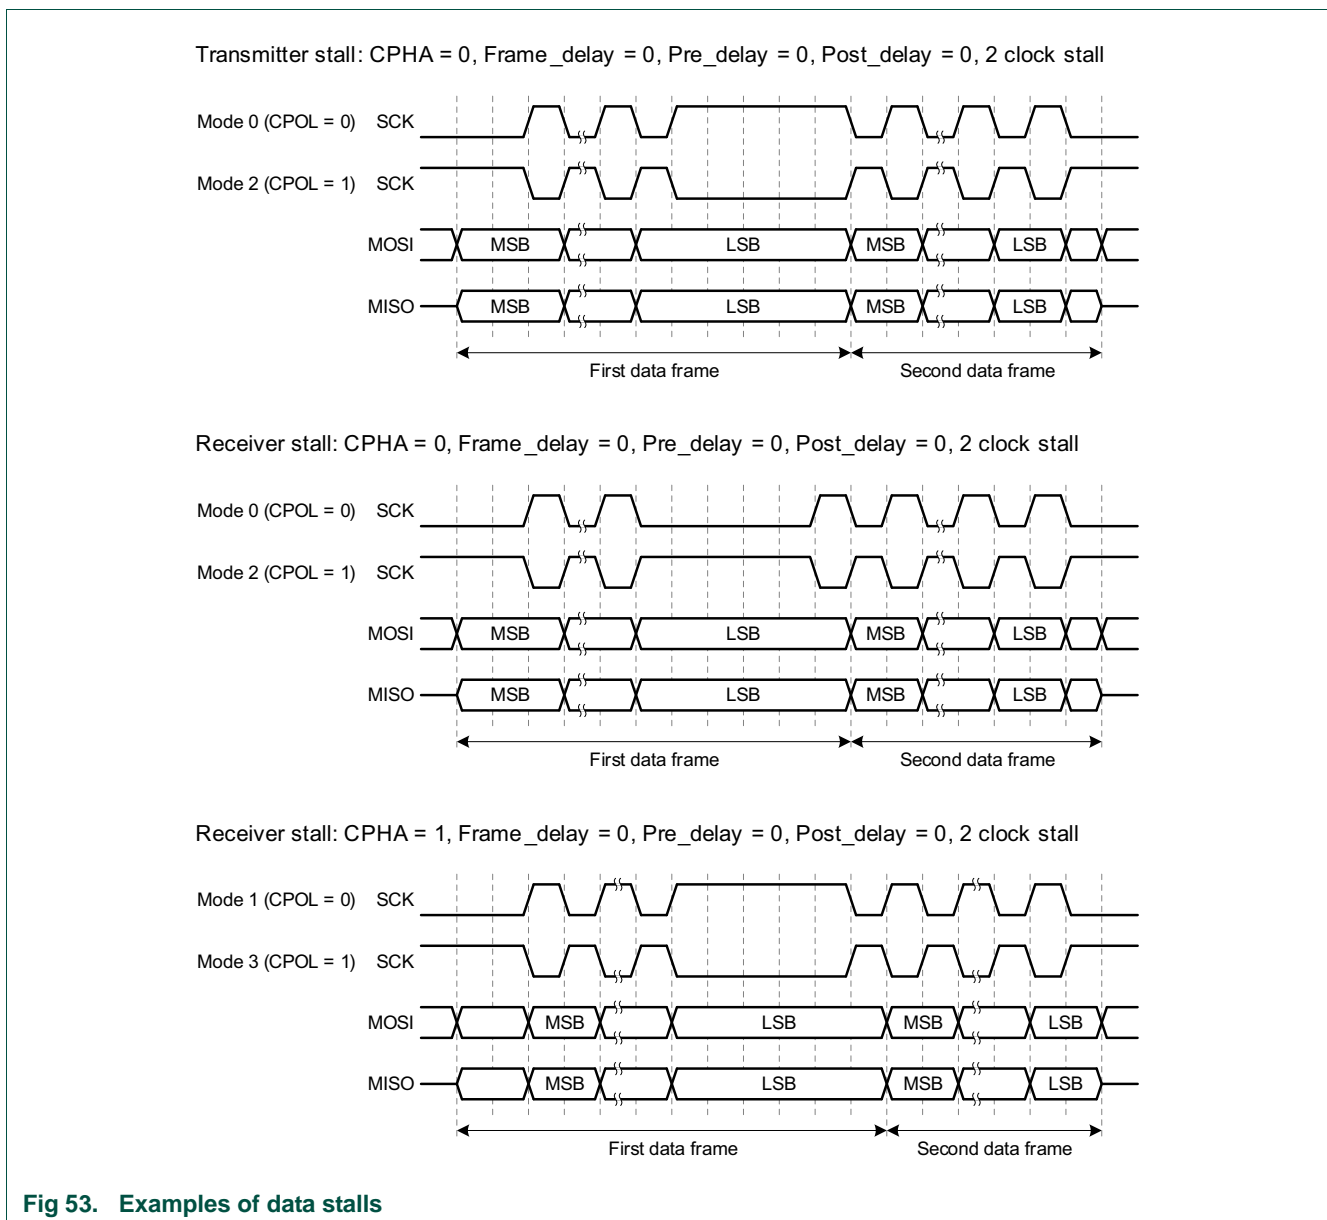 Transmitter stall: CPHA = 0, Frame_delay = 0, Pre_delay = 0, Post_delay = 0, 2 clock stall
Mode 0 (CPOL = 0) SCK
Mode 2 (CPOL = 1) SCK
MOSI MSB LSB MSB LSB
MISO MSB LSB MSB LSB
First data frame Second data frame
Receiver stall: CPHA = 0, Frame_delay = 0, Pre_delay = 0, Post_delay = 0, 2 clock stall
Mode 0 (CPOL = 0) SCK
Mode 2 (CPOL = 1) SCK
MOSI MSB LSB MSB LSB
MISO MSB LSB MSB LSB
First data frame Second data frame
Receiver stall: CPHA = 1, Frame_delay = 0, Pre_delay = 0, Post_delay = 0, 2 clock stall
Mode 1 (CPOL = 0) SCK
Mode 3 (CPOL = 1) SCK
MOSI MSB LSB MSB LSB
MISO MSB LSB MSB LSB
First data frame Second data frame
Fig 53. Examples of data stalls